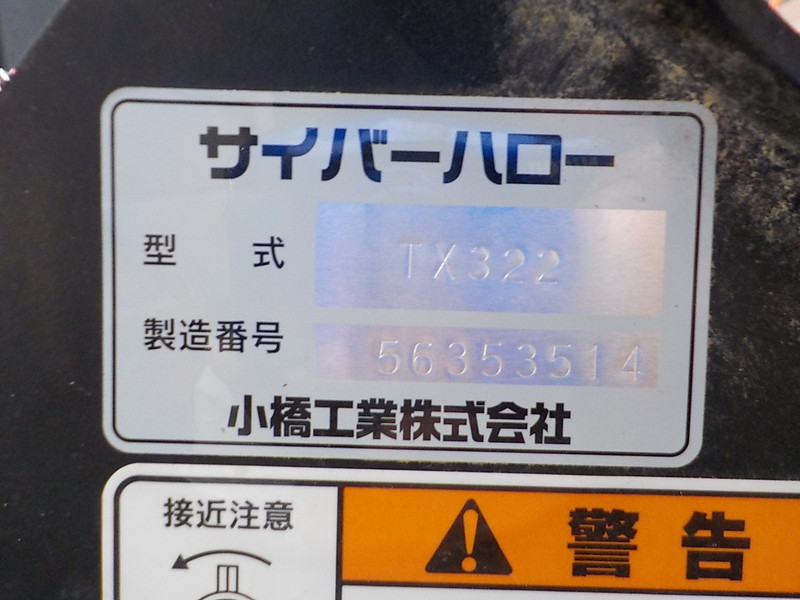 サイバーハロー
型 式 TX322
製造番号 56353514
小橋工業株式会社
接近注意
警告